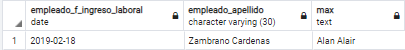 empleado_f_ingreso_laboral empleado_apellido max
date character varying (30) text
1 2019-02-18 Zambrano Cardenas Alan Alair